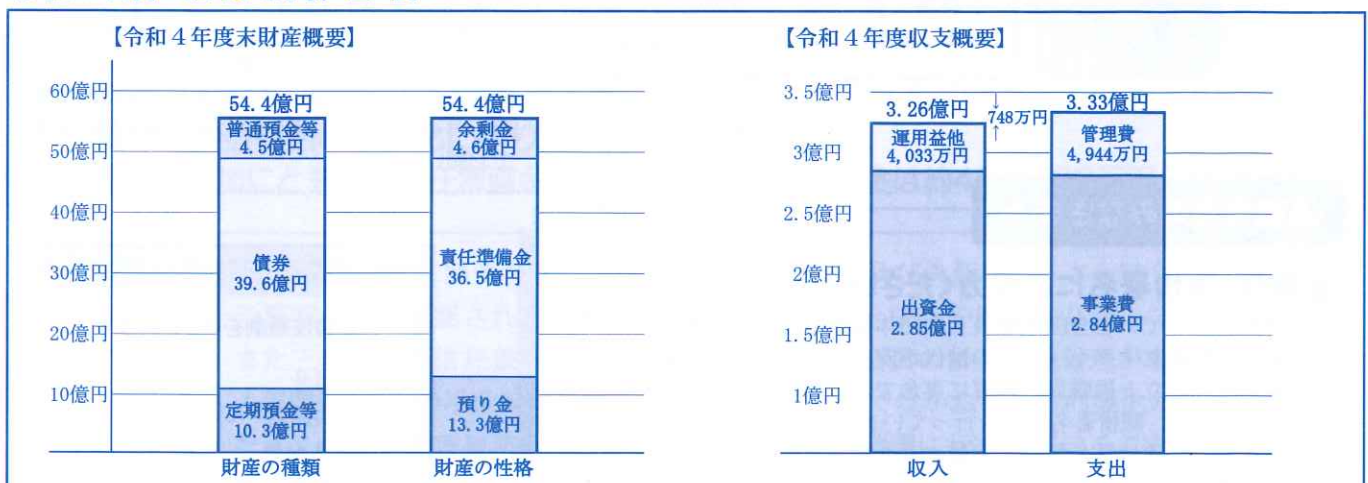 【令和4年度末財産概要】
60億円
50億円
40億円
30億円
20億円
10億円
54.4億円
普通預金等
4.5億円
債券
39.6億円
定期預金等
10.3億円
財産の種類
54.4億円
余剰金
4.6億円
責任準備金
36.5億円
預り金
13.3億円
財産の性格
【令和4年度収支概要】
3.5億円
3億円
2.5億円
2億円
1.5億円
1億円
3.26億円
運用益他
4,033万円
出資金
2.85億円
収入
↓
748万円
↑
3.33億円
管理費
4,944万円
事業費
2.84億円
支出